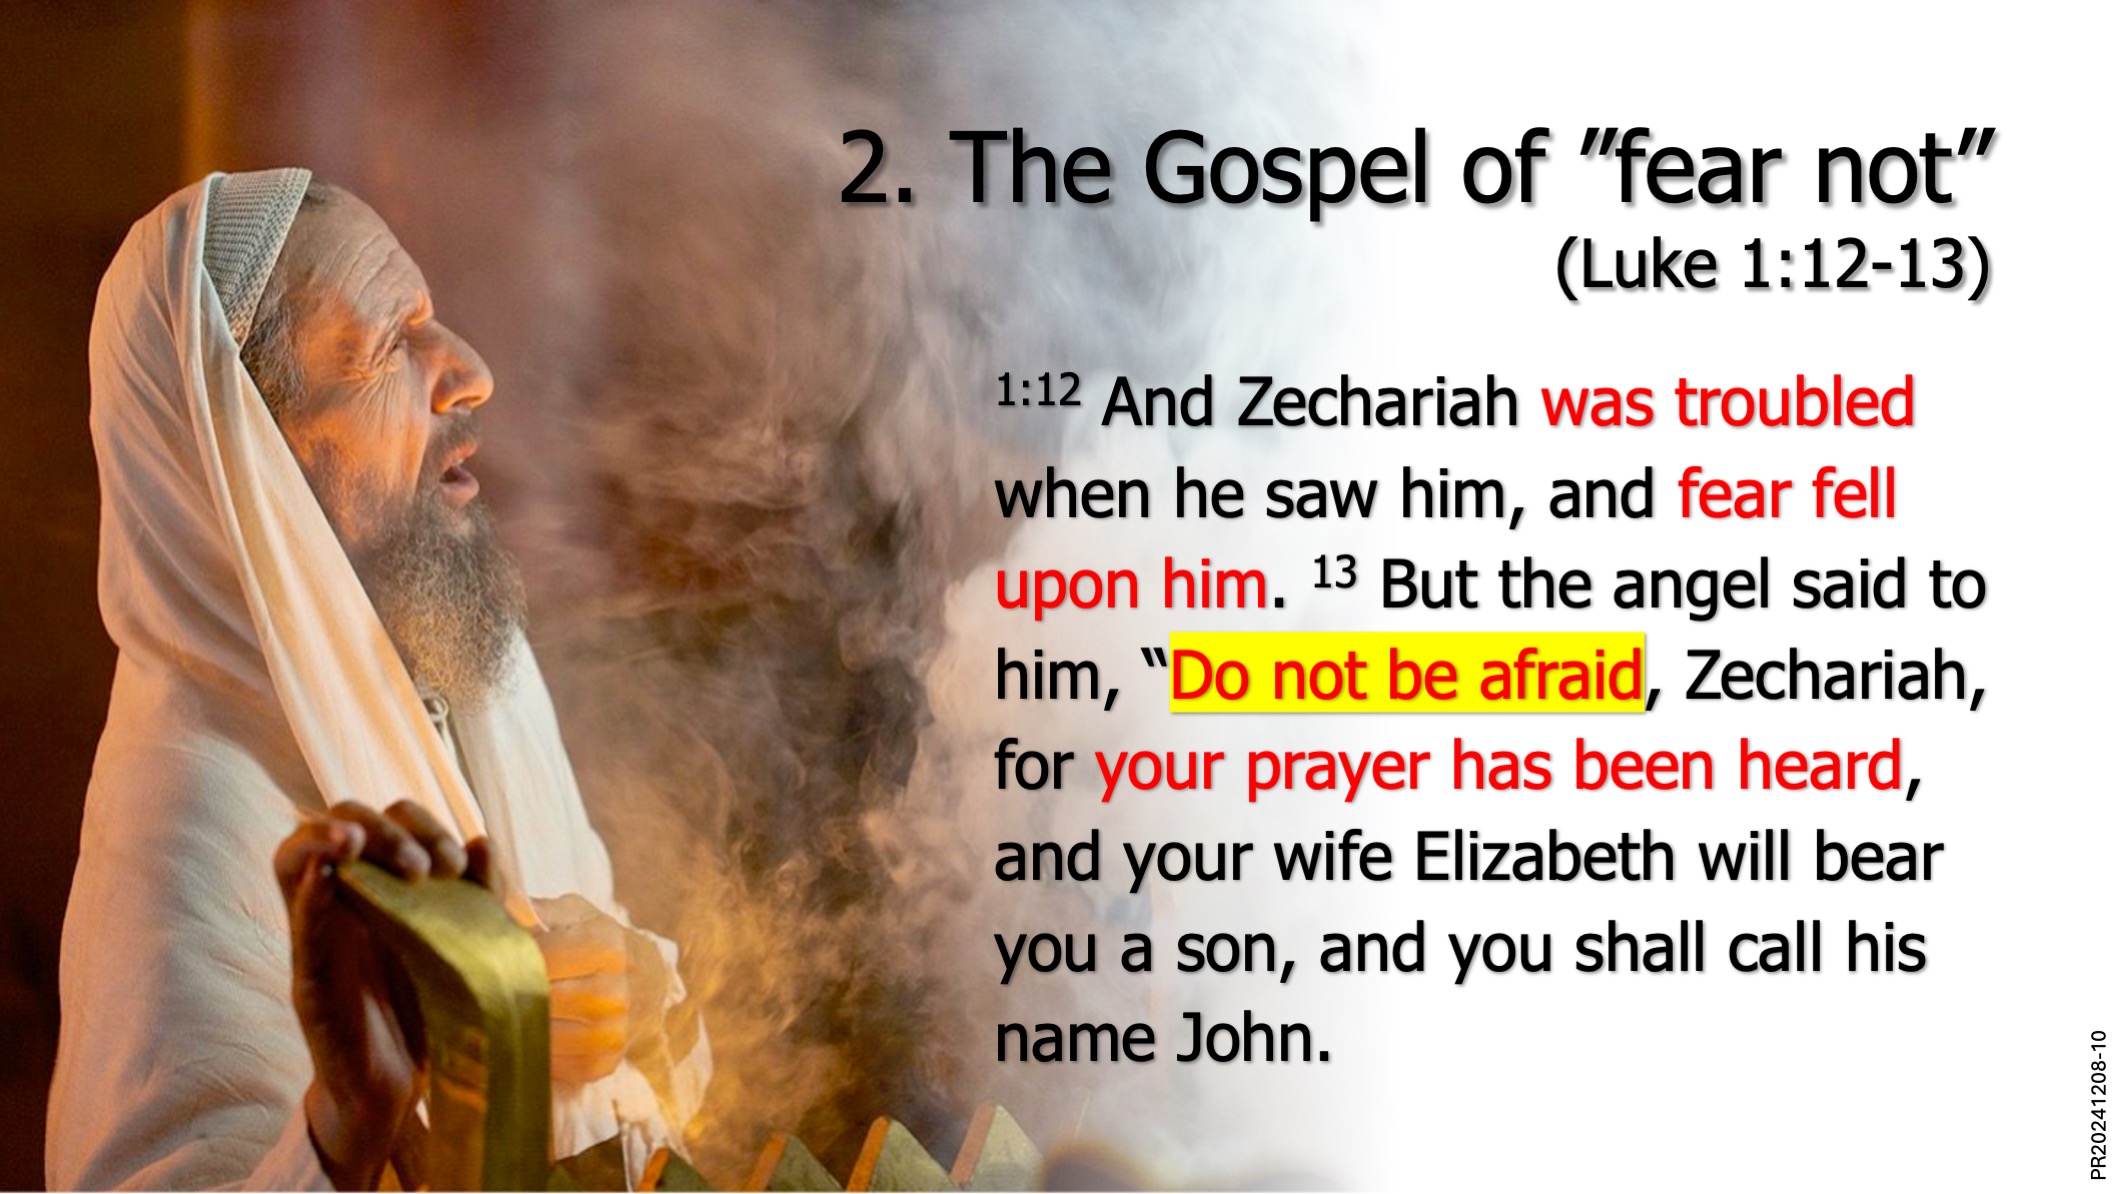 2. The Gospel of ”fear not”
(Luke 1:12-13)
1:12 And Zechariah was troubled
when he saw him, and fear fell
upon him. 13 But the angel said to
him, “Do not be afraid, Zechariah,
for your prayer has been heard,
and your wife Elizabeth will bear
you a son, and you shall call his
name John.
PR20241208-10